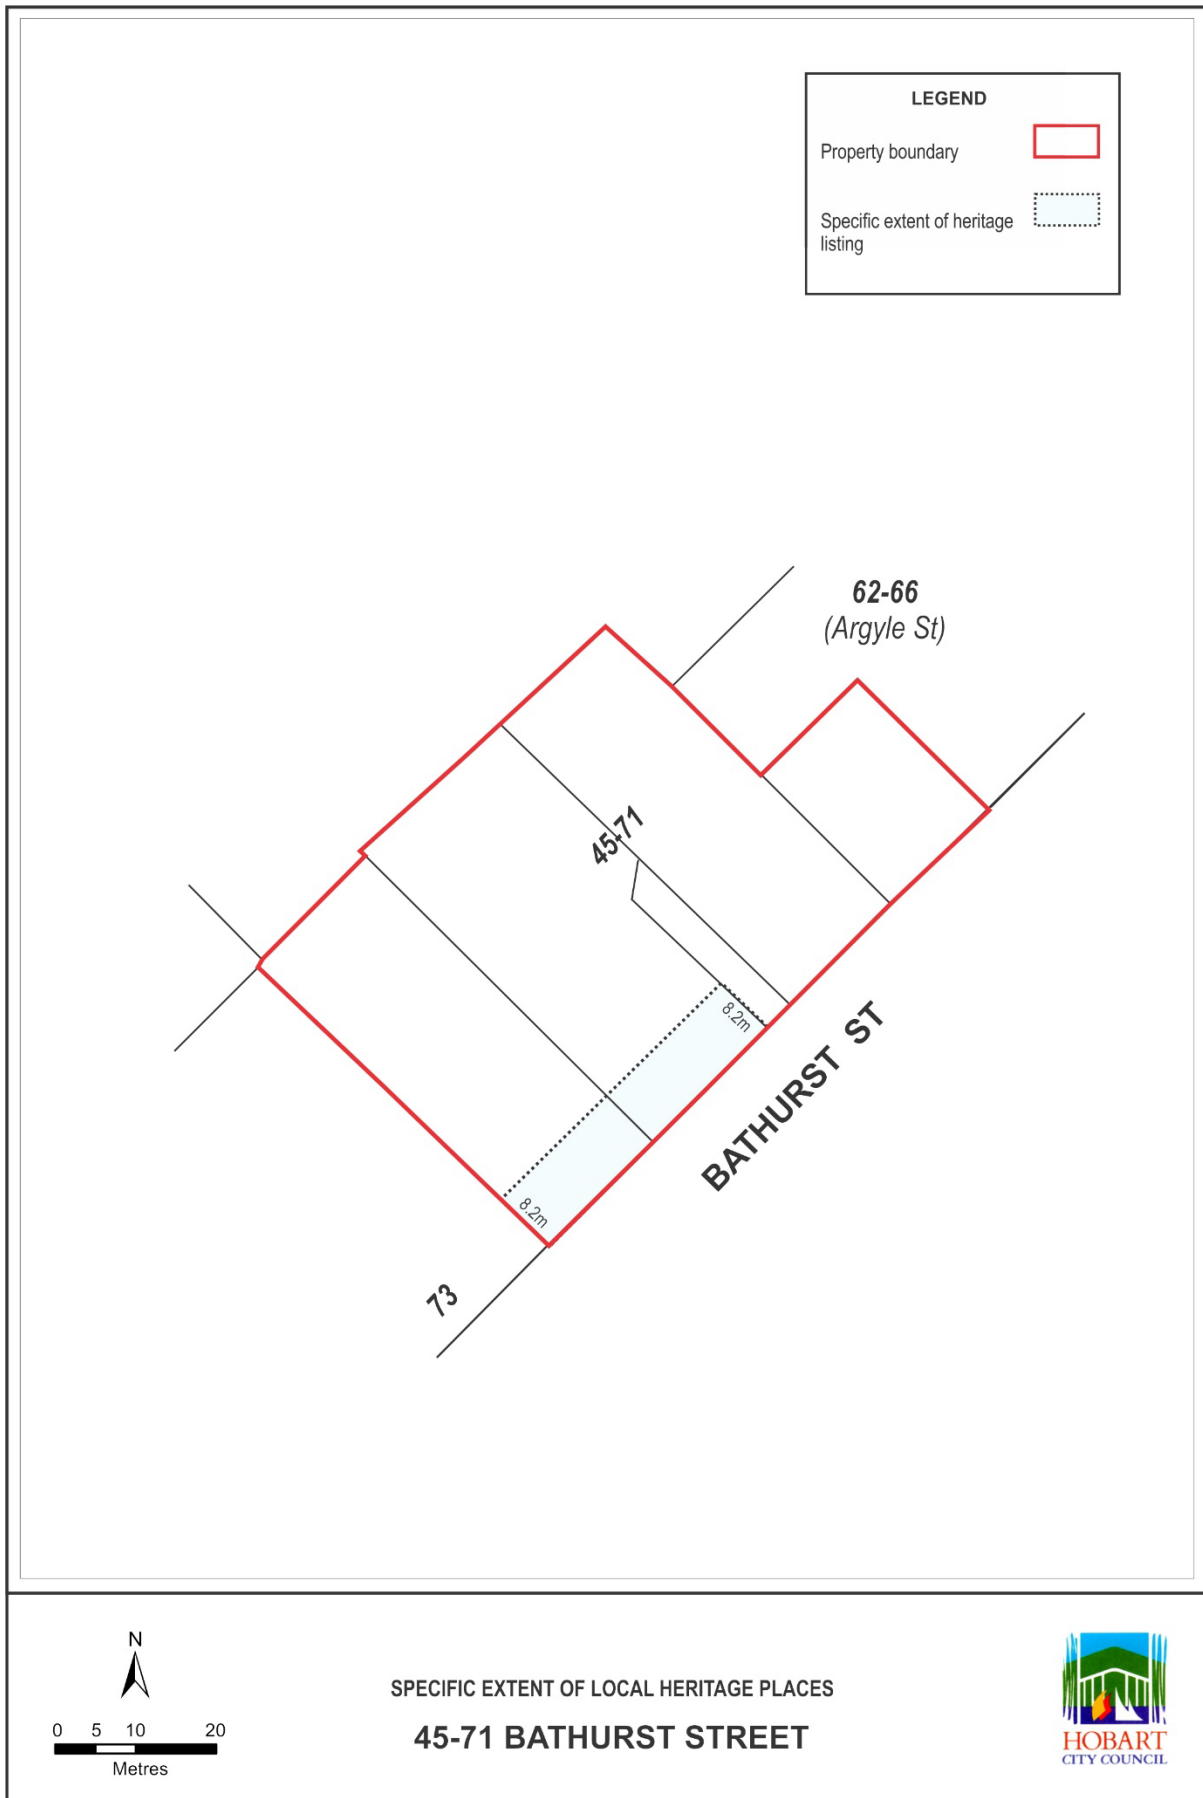 LEGEND
Property boundary
Specific extent of heritage
listing
62-66
(Argyle St)
45-71
8.2m
BATHURST ST
8.2m
73
N
0 5 10 20
Metres
SPECIFIC EXTENT OF LOCAL HERITAGE PLACES
45-71 BATHURST STREET
HOBART
CITY COUNCIL